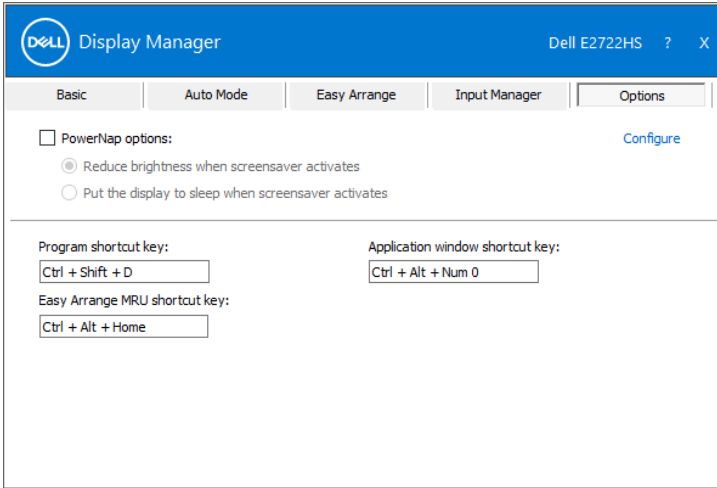 DELL Display Manager Dell E2722HS ? X
Basic Auto Mode Easy Arrange Input Manager Options
PowerNap options: Configure
Reduce brightness when screensaver activates
Put the display to sleep when screensaver activates
Program shortcut key: Application window shortcut key:
Ctrl + Shift + D Ctrl + Alt + Num 0
Easy Arrange MRU shortcut key:
Ctrl + Alt + Home